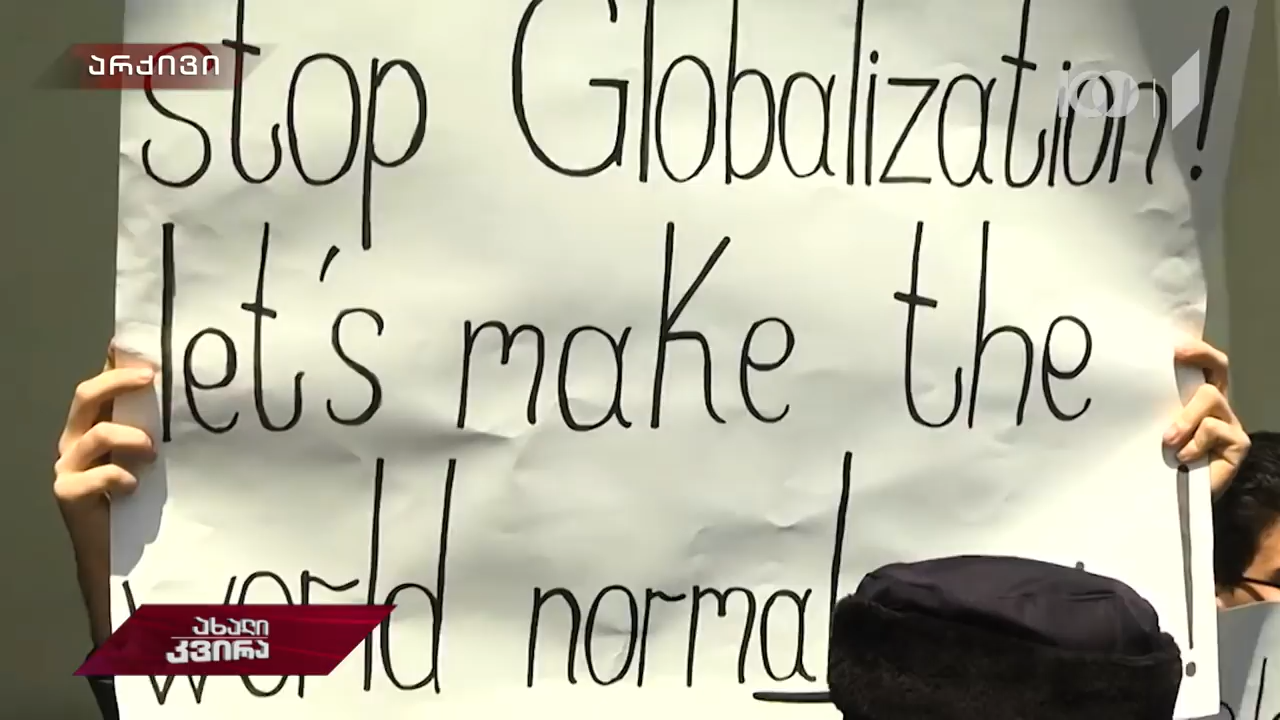 არქივი
Stop Globalization!
let's make the
world normal
ახალი
კვირა